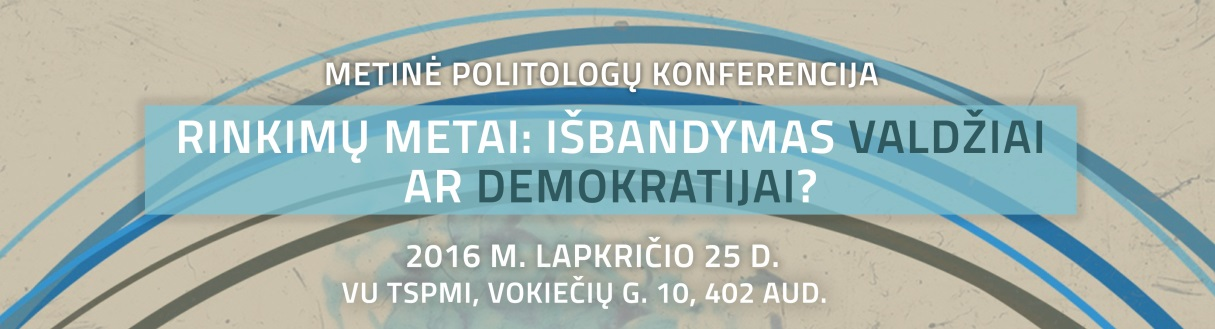 METINĖ POLITOLOGŲ KONFERENCIJA
RINKIMŲ METAI: IŠBANDYMAS VALDŽIAI
AR DEMOKRATIJAI?
2016 M. LAPKRIČIO 25 D.
VU TSPMI, VOKIEČIŲ G. 10, 402 AUD.